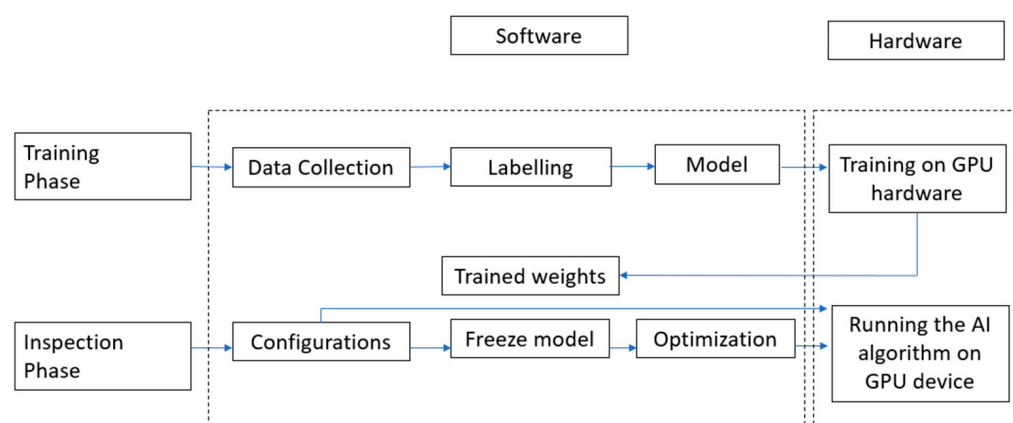 Software
Hardware
Training
Phase
Data Collection
Labelling
Model
Training on GPU
hardware
Trained weights
Inspection
Phase
Configurations
Freeze model
Optimization
Running the AI
algorithm on
GPU device